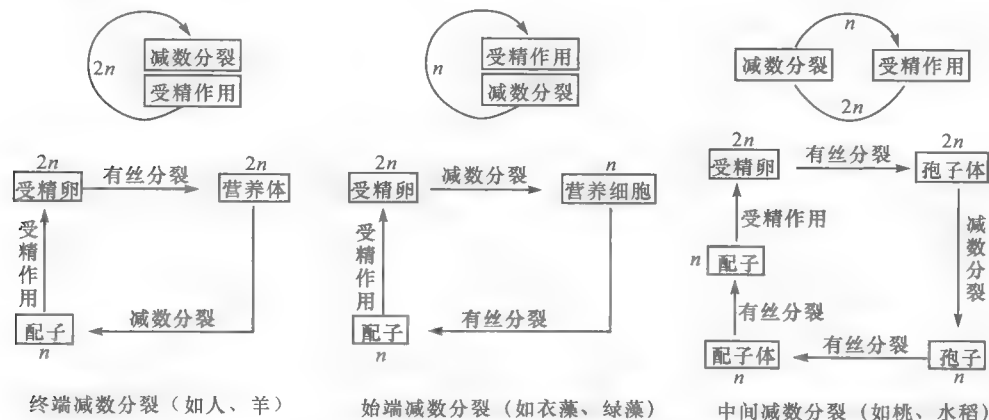 减数分裂
2n
受精作用
受精作用
n
减数分裂
n
减数分裂
受精作用
2n
2n
受精卵
有丝分裂
2n
营养体
受精作用
配子
n
减数分裂
终端减数分裂（如人、羊）
2n
受精卵
减数分裂
n
营养细胞
受精作用
配子
n
有丝分裂
始端减数分裂（如衣藻、绿藻）
2n
受精卵
有丝分裂
2n
孢子体
受精作用
减数分裂
n
配子
有丝分裂
配子体
n
有丝分裂
孢子
n
中间减数分裂（如桃、水稻）